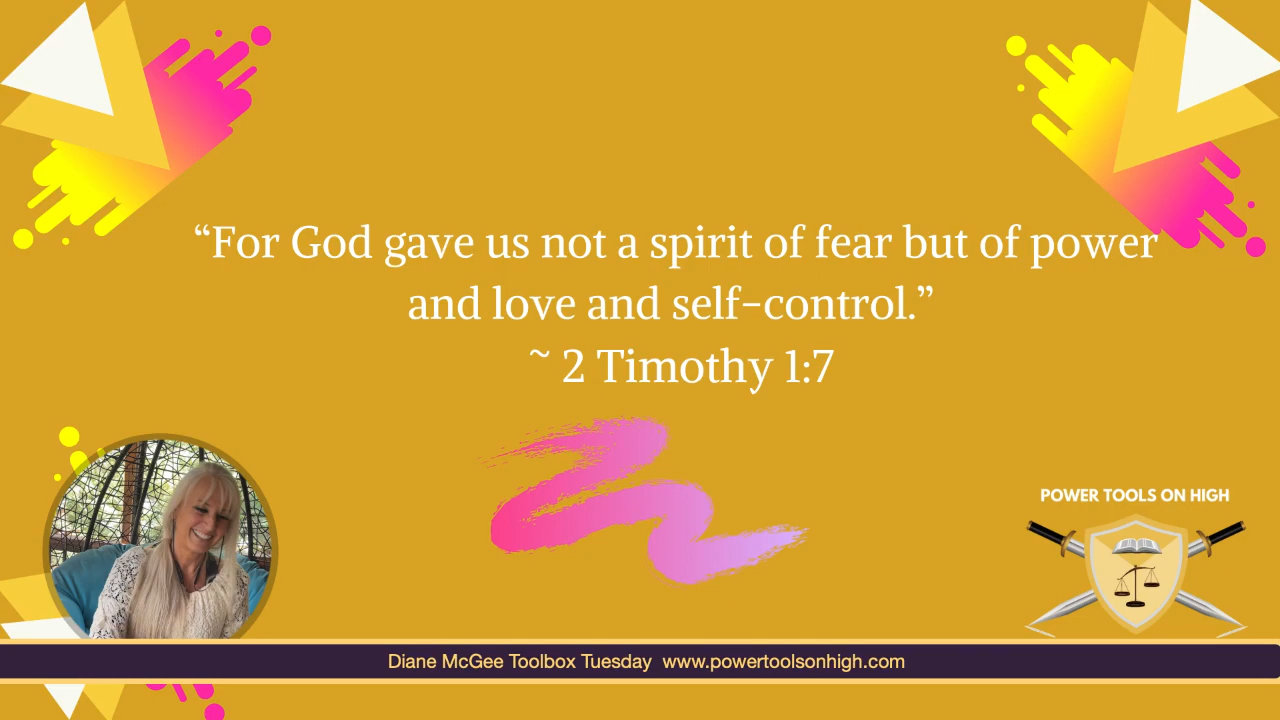 “For God gave us not a spirit of fear but of power
and love and self-control.”
~ 2 Timothy 1:7
POWER TOOLS ON HIGH
Diane McGee Toolbox Tuesday  www.powertoolsonhigh.com